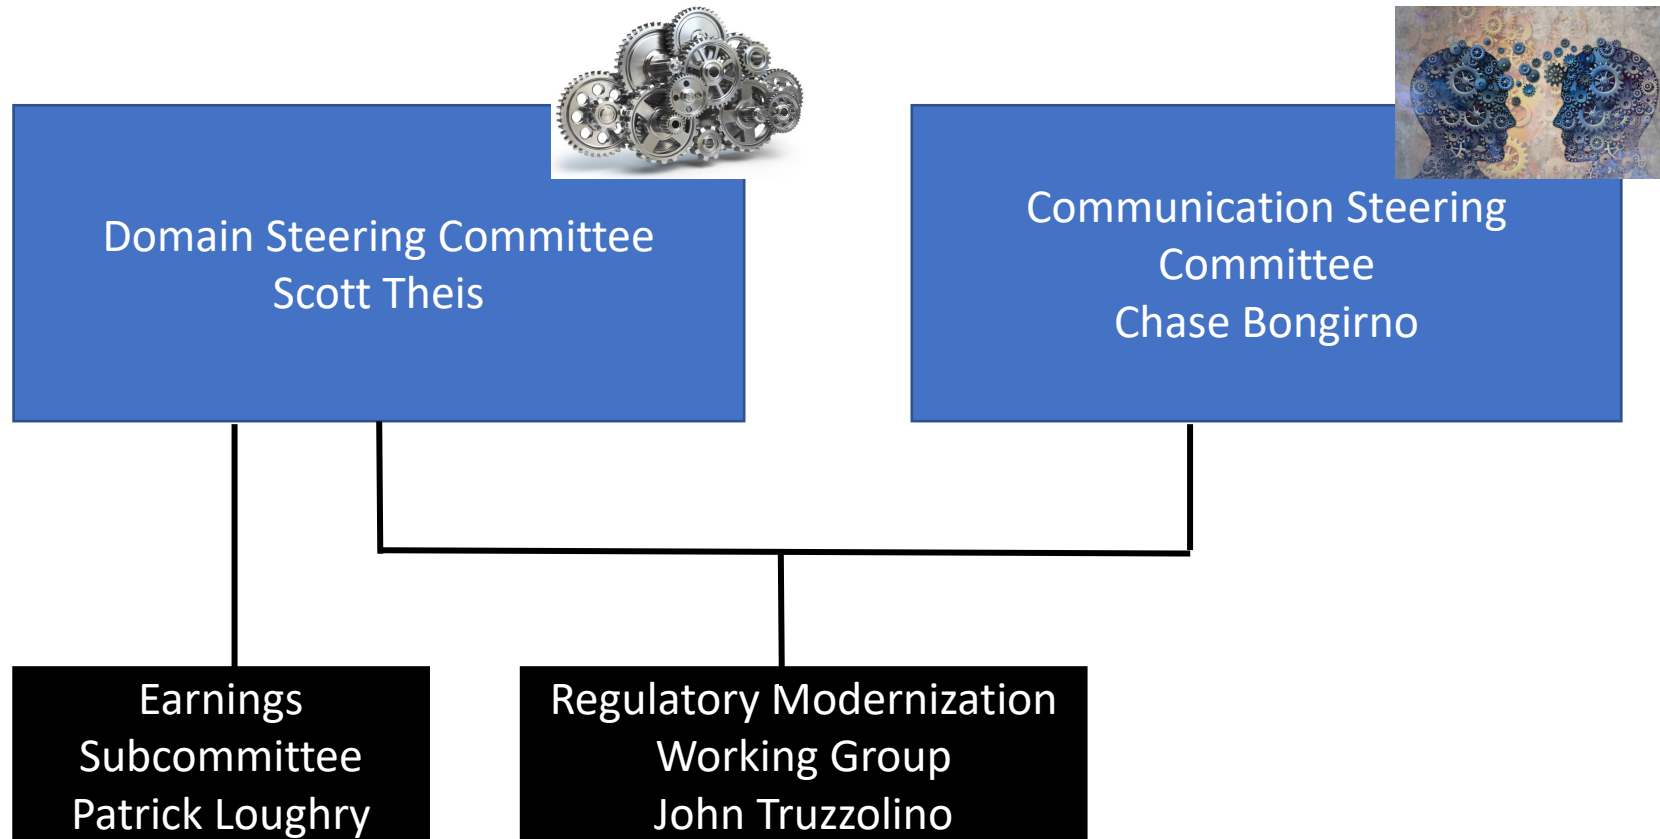 Domain Steering Committee
Scott Theis
Communication Steering
Committee
Chase Bongirno
Earnings
Subcommittee
Patrick Loughry
Regulatory Modernization
Working Group
John Truzzolino